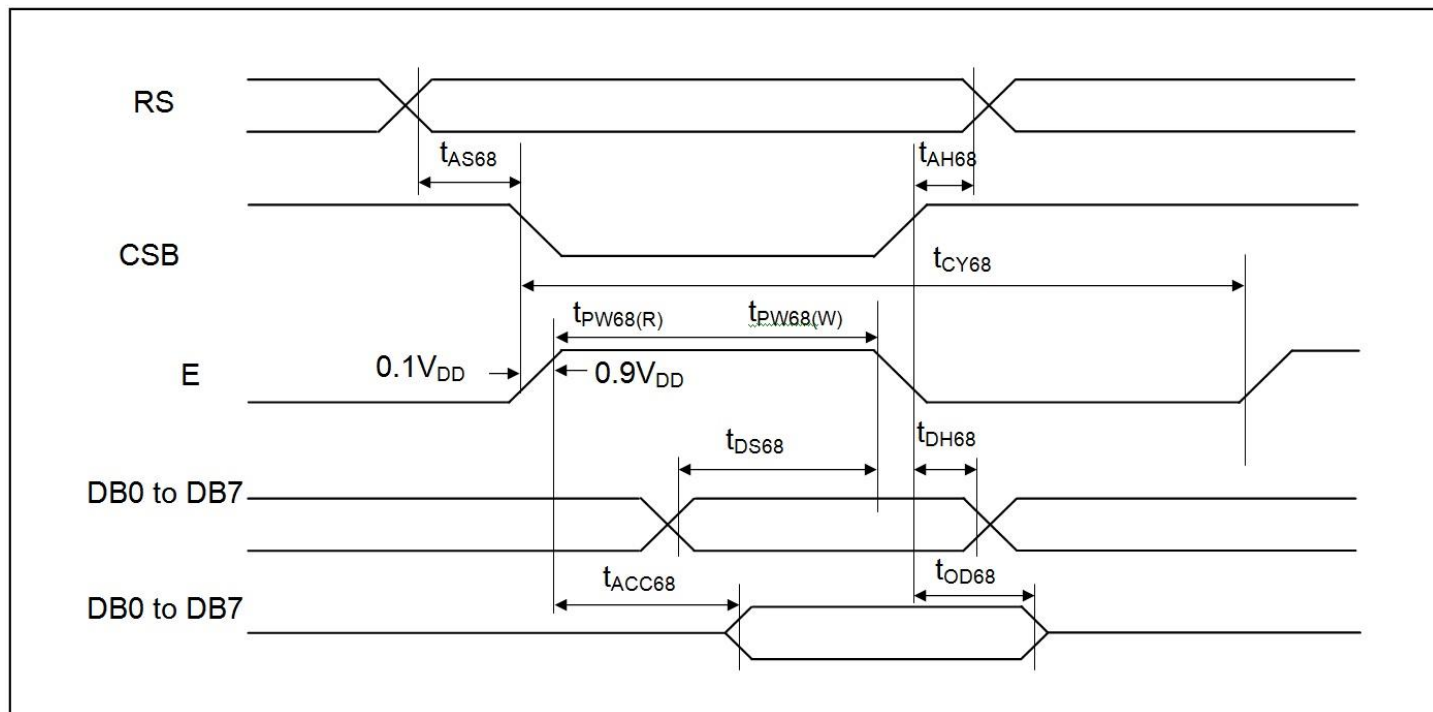 RS
tAS68
tAH68
CSB
tCY68
tPW68(R)
tPW68(W)
E
0.1VDD
0.9VDD
tDS68
tDH68
DB0 to DB7
tACC68
tOD68
DB0 to DB7